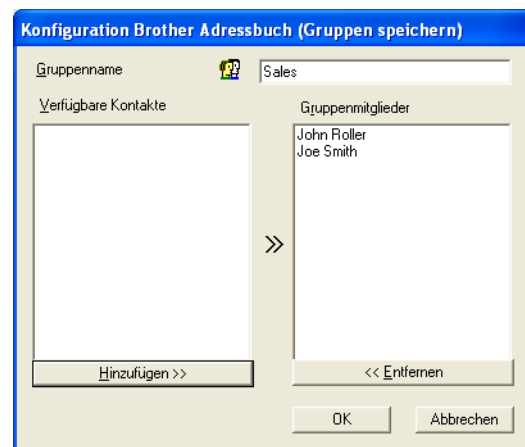 Konfiguration Brother Adressbuch (Gruppen speichern)
Gruppenname
Sales
Verfügbare Kontakte
Gruppenmitglieder
John Roller
Joe Smith
>>
Hinzufügen >>
<< Entfernen
OK
Abbrechen